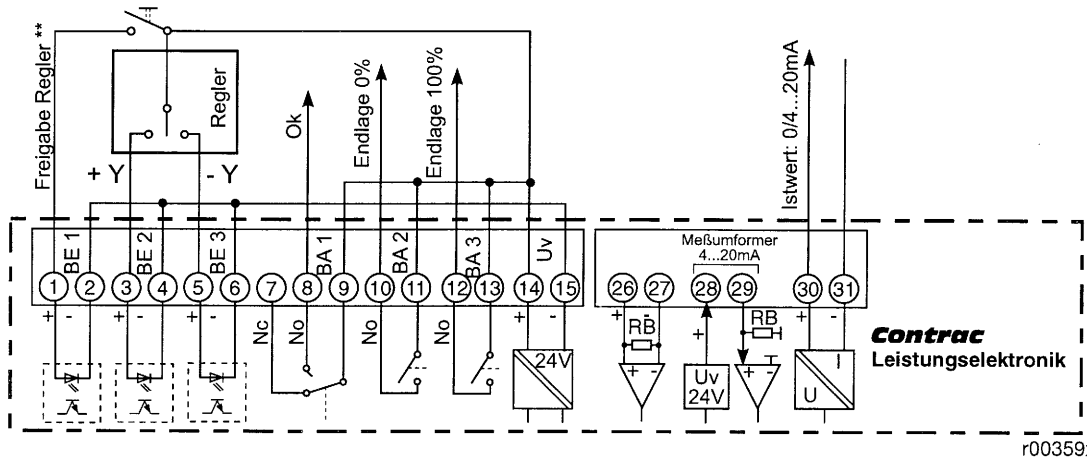 Freigabe Regler **
Regler
+ Y
- Y
Ok
Endlage 0%
Endlage 100%
Istwert: 0/4...20mA
BE 1
BE 2
BE 3
BA 1
BA 2
BA 3
Uv
Meßumformer
4...20mA
1 2 3 4 5 6 7 8 9 10 11 12 13 14 15
26 27 28 29 30 31
+ - + - + - Nc No No No + -
+ - + + -
24V
RB
RB
+ -
Uv
24V
+ -
U
I
Contrac
Leistungselektronik
r00359